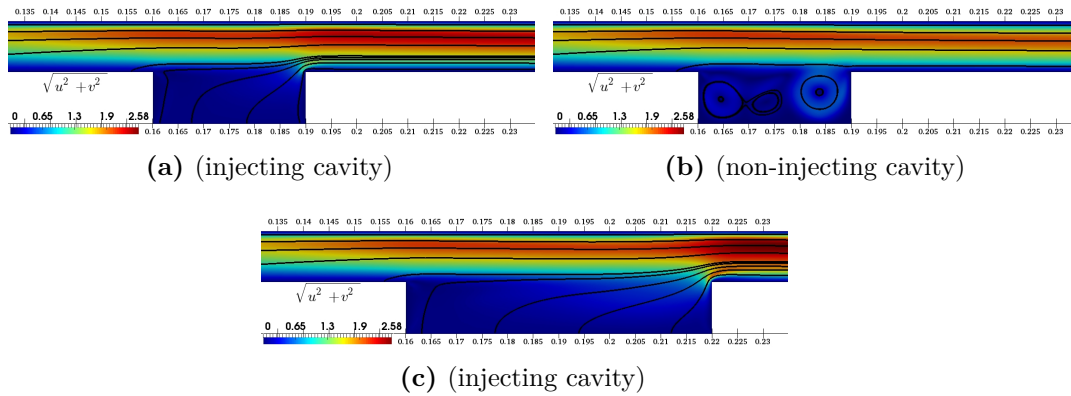 0.135 0.14 0.145 0.15 0.155 0.16 0.165 0.17 0.175 0.18 0.185 0.19 0.195 0.2 0.205 0.21 0.215 0.22 0.225 0.23
√u² +v²
0 0.65 1.3 1.9 2.58
0.16 0.165 0.17 0.175 0.18 0.185 0.19 0.195 0.2 0.205 0.21 0.215 0.22 0.225 0.23
(a) (injecting cavity)
0.135 0.14 0.145 0.15 0.155 0.16 0.165 0.17 0.175 0.18 0.185 0.19 0.195 0.2 0.205 0.21 0.215 0.22 0.225 0.23
√u² +v²
0 0.65 1.3 1.9 2.58
0.16 0.165 0.17 0.175 0.18 0.185 0.19 0.195 0.2 0.205 0.21 0.215 0.22 0.225 0.23
(b) (non-injecting cavity)
0.135 0.14 0.145 0.15 0.155 0.16 0.165 0.17 0.175 0.18 0.185 0.19 0.195 0.2 0.205 0.21 0.215 0.22 0.225 0.23
√u² +v²
0 0.65 1.3 1.9 2.58
0.16 0.165 0.17 0.175 0.18 0.185 0.19 0.195 0.2 0.205 0.21 0.215 0.22 0.225 0.23
(c) (injecting cavity)